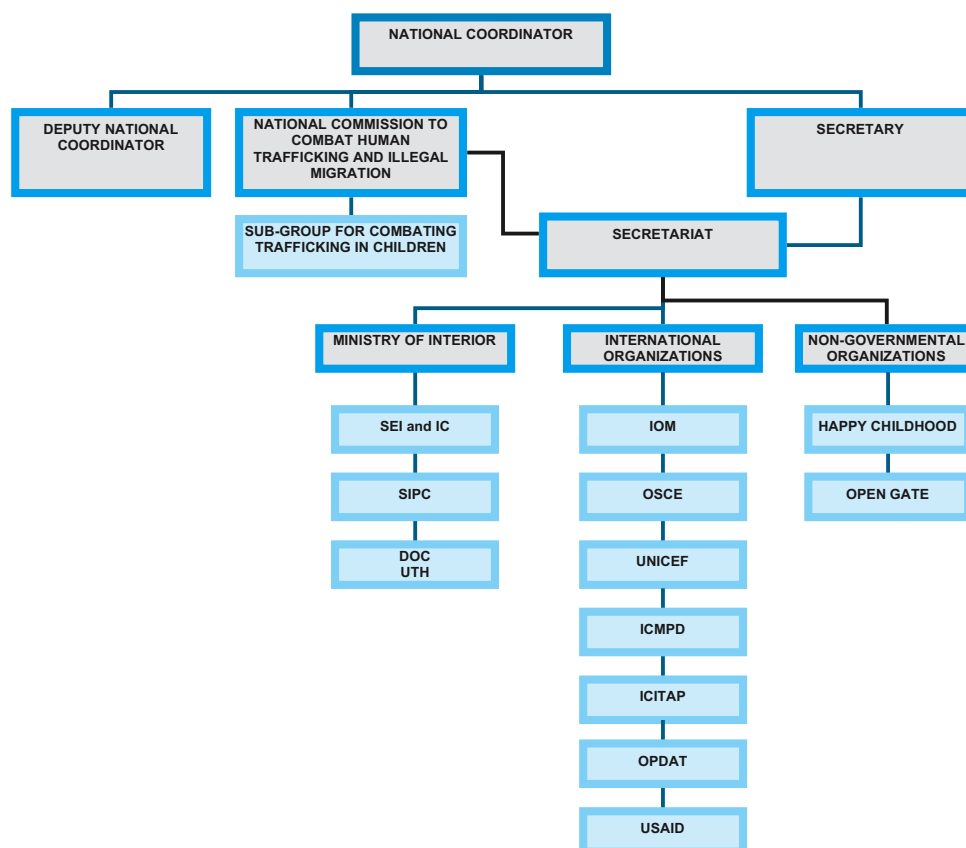 NATIONAL COORDINATOR
DEPUTY NATIONAL
COORDINATOR
NATIONAL COMMISSION TO
COMBAT HUMAN
TRAFFICKING AND ILLEGAL
MIGRATION
SECRETARY
SUB-GROUP FOR COMBATING
TRAFFICKING IN CHILDREN
SECRETARIAT
MINISTRY OF INTERIOR
INTERNATIONAL
ORGANIZATIONS
NON-GOVERNMENTAL
ORGANIZATIONS
SEI and IC
IOM
HAPPY CHILDHOOD
SIPC
OSCE
OPEN GATE
DOC
UTH
UNICEF
ICMPD
ICITAP
OPDAT
USAID